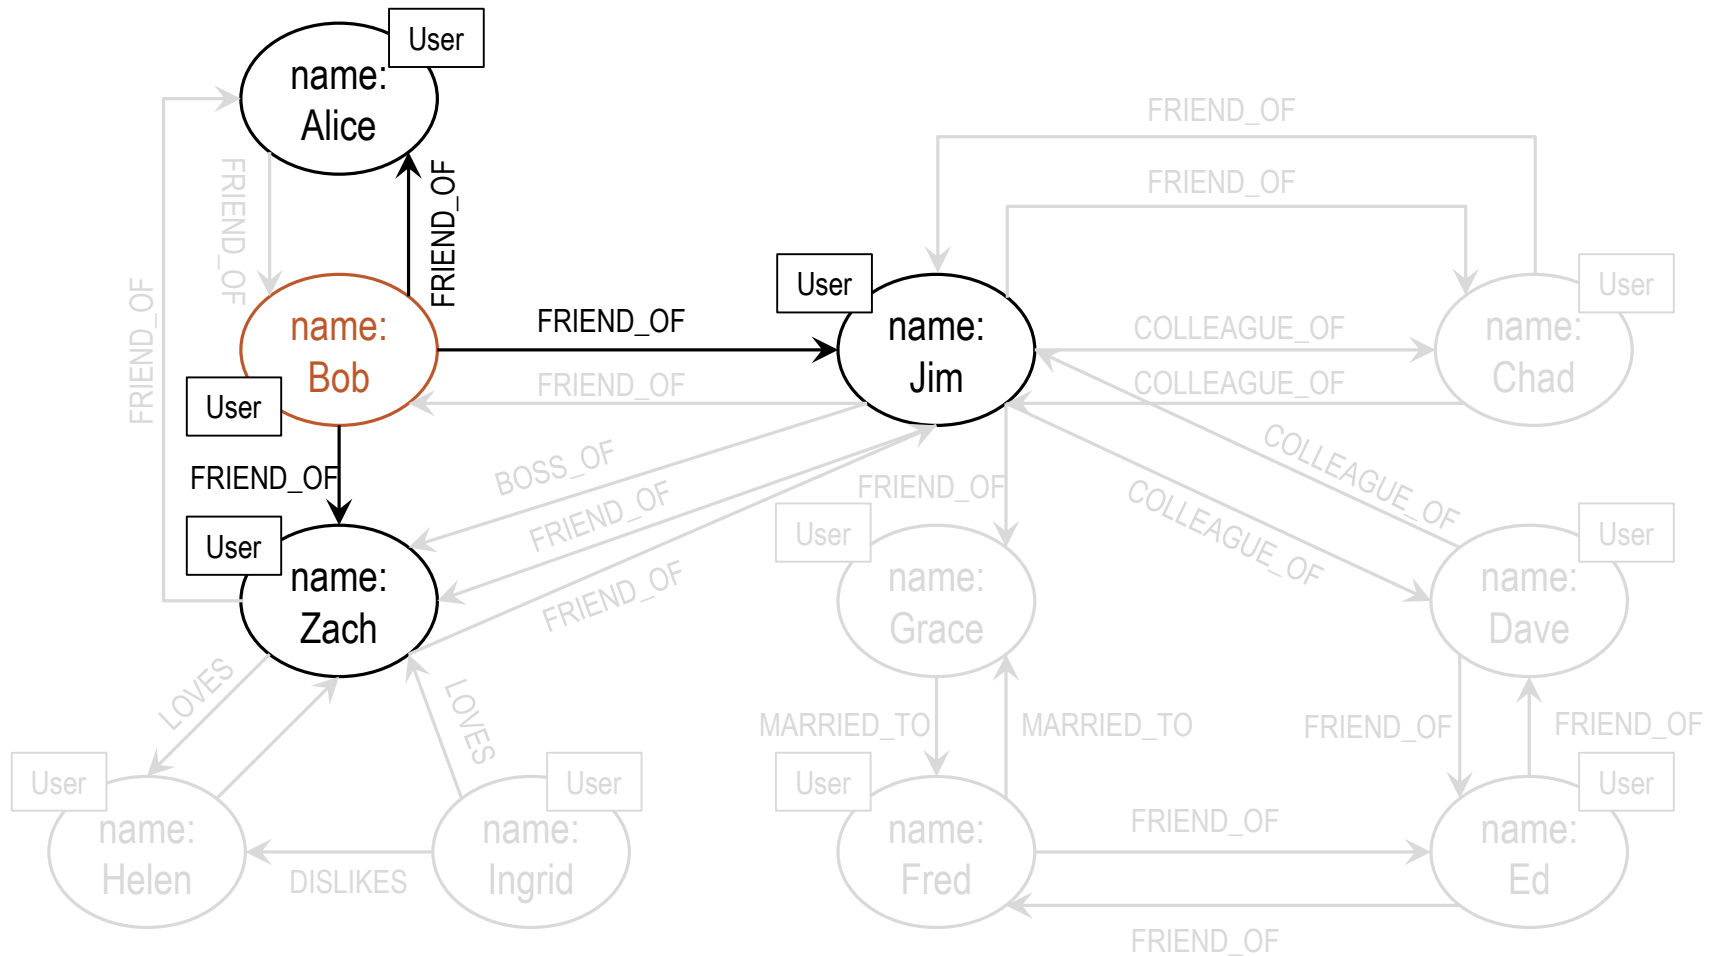 User
name:
Alice
FRIEND_OF
FRIEND_OF
FRIEND_OF
FRIEND_OF
FRIEND_OF
User
name:
Bob
User
FRIEND_OF
FRIEND_OF
User
name:
Jim
COLLEAGUE_OF
COLLEAGUE_OF
User
name:
Chad
FRIEND_OF
User
name:
Zach
BOSS_OF
FRIEND_OF
FRIEND_OF
FRIEND_OF
COLLEAGUE_OF
COLLEAGUE_OF
User
name:
Grace
User
name:
Dave
LOVES
LOVES
MARRIED_TO
MARRIED_TO
FRIEND_OF
FRIEND_OF
User
name:
Helen
DISLIKES
User
name:
Ingrid
User
name:
Fred
FRIEND_OF
User
name:
Ed
FRIEND_OF